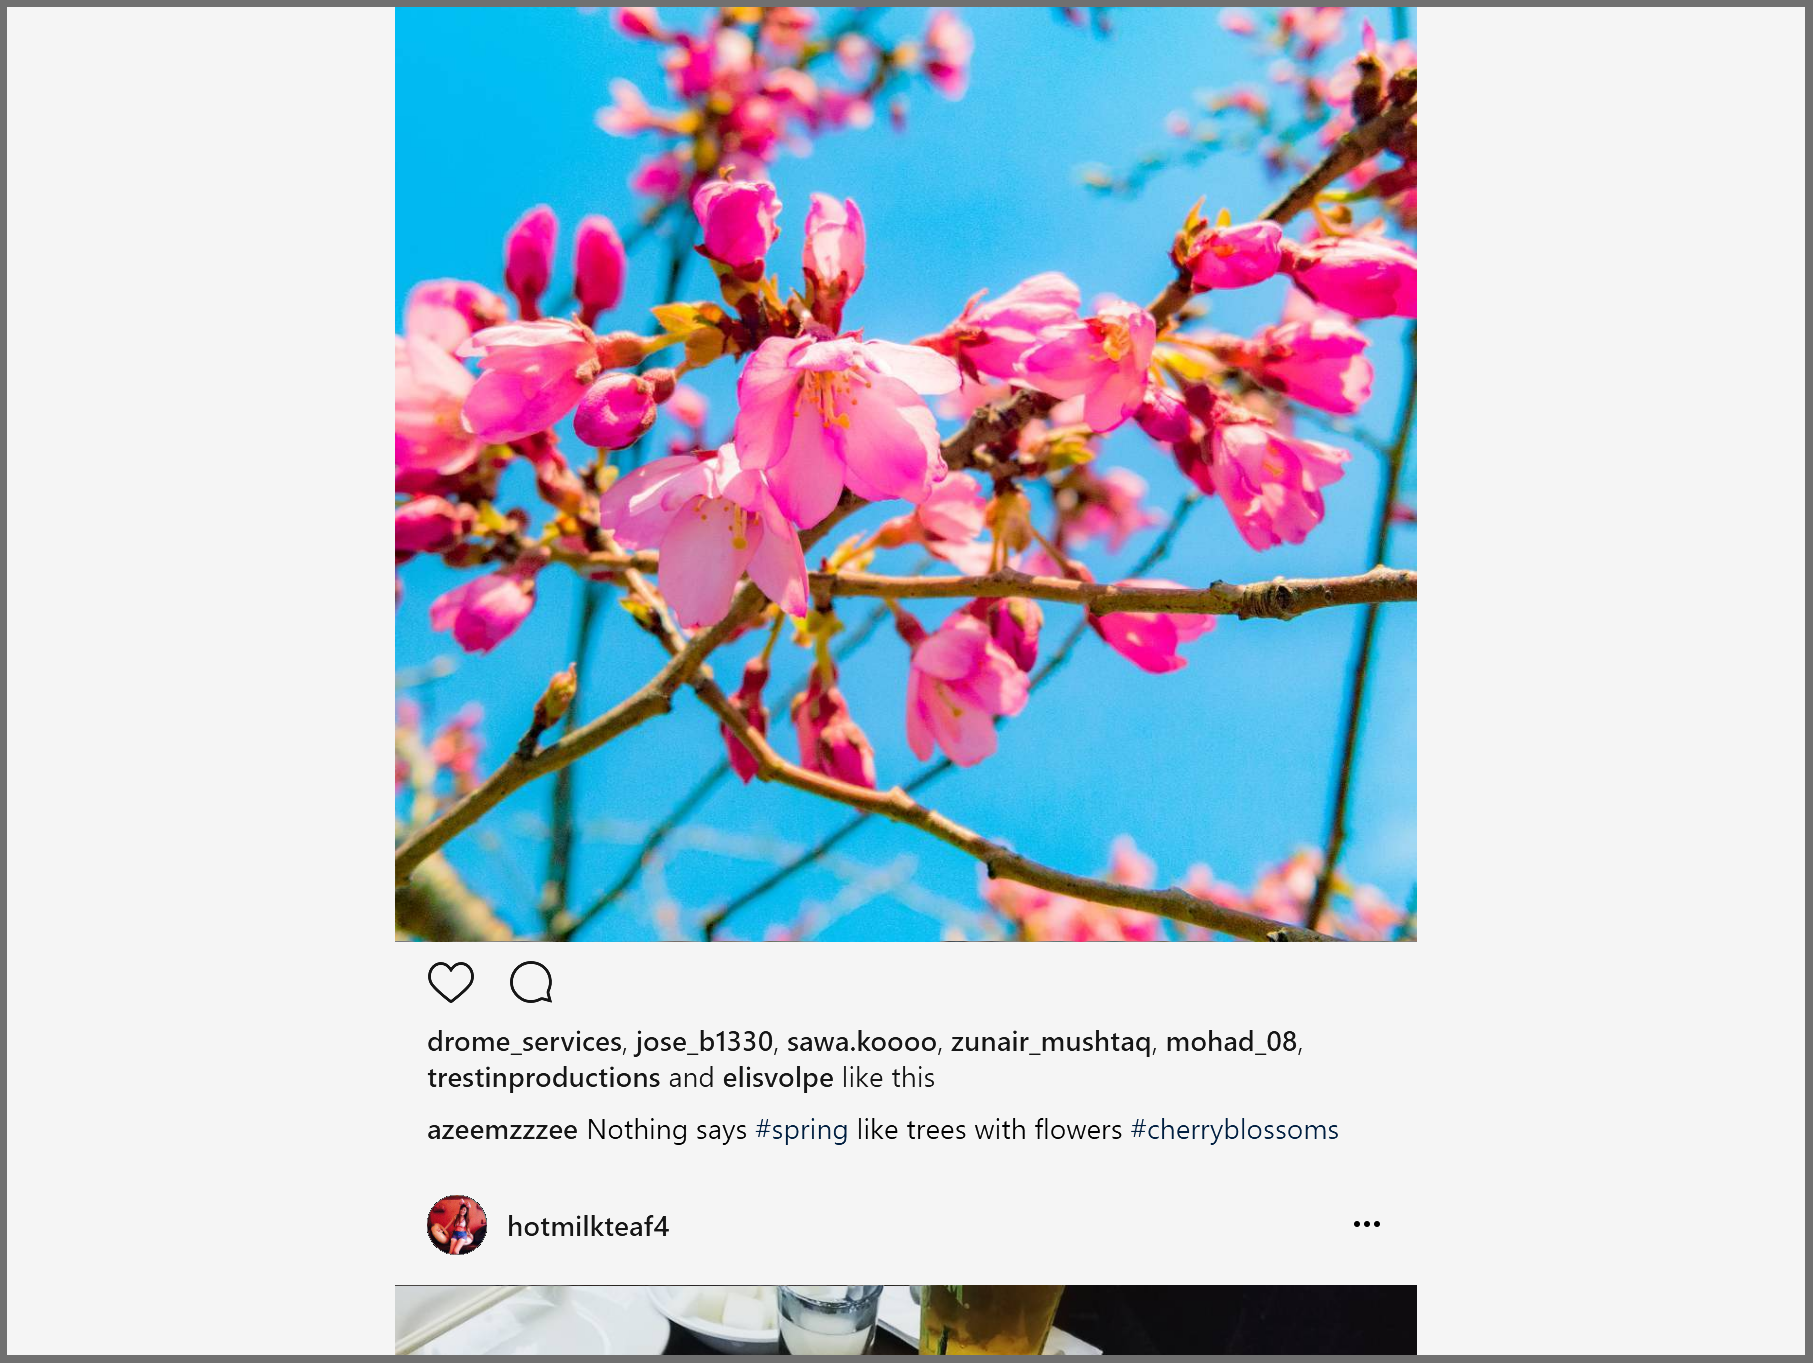 drome_services, jose_b1330, sawa.koooo, zunair_mushtaq, mohad_08,
trestinproductions and elisvolpe like this
azeemzzzee Nothing says #spring like trees with flowers #cherryblossoms
hotmilkteaf4